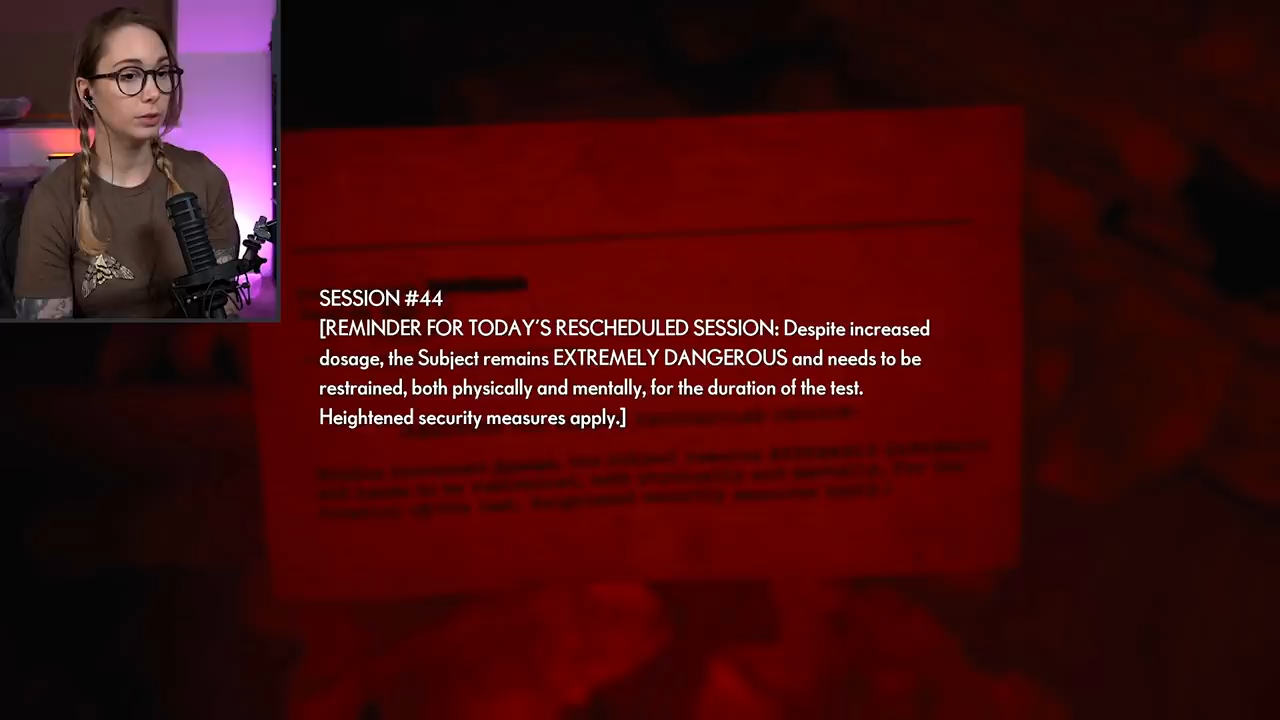 SESSION #44
[REMINDER FOR TODAY'S RESCHEDULED SESSION: Despite increased
dosage, the Subject remains EXTREMELY DANGEROUS and needs to be
restrained, both physically and mentally, for the duration of the test.
Heightened security measures apply.]